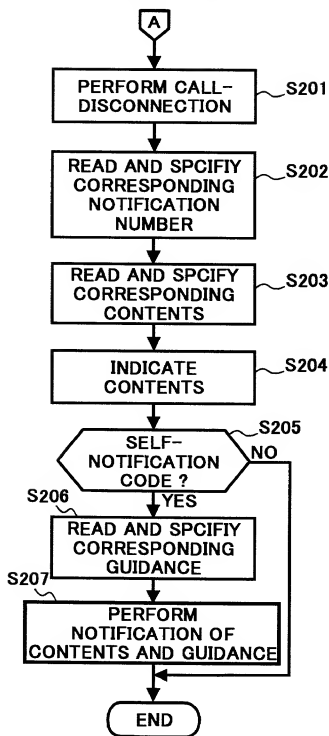 A
PERFORM CALL-
DISCONNECTION
S201
READ AND SPCIFIY
CORRESPONDING
NOTIFICATION
NUMBER
S202
READ AND SPCIFY
CORRESPONDING
CONTENTS
S203
INDICATE
CONTENTS
S204
SELF-
NOTIFICATION
CODE ?
S205
NO
YES
S206
READ AND SPCIFIY
CORRESPONDING
GUIDANCE
S207
PERFORM
NOTIFICATION OF
CONTENTS AND GUIDANCE
END